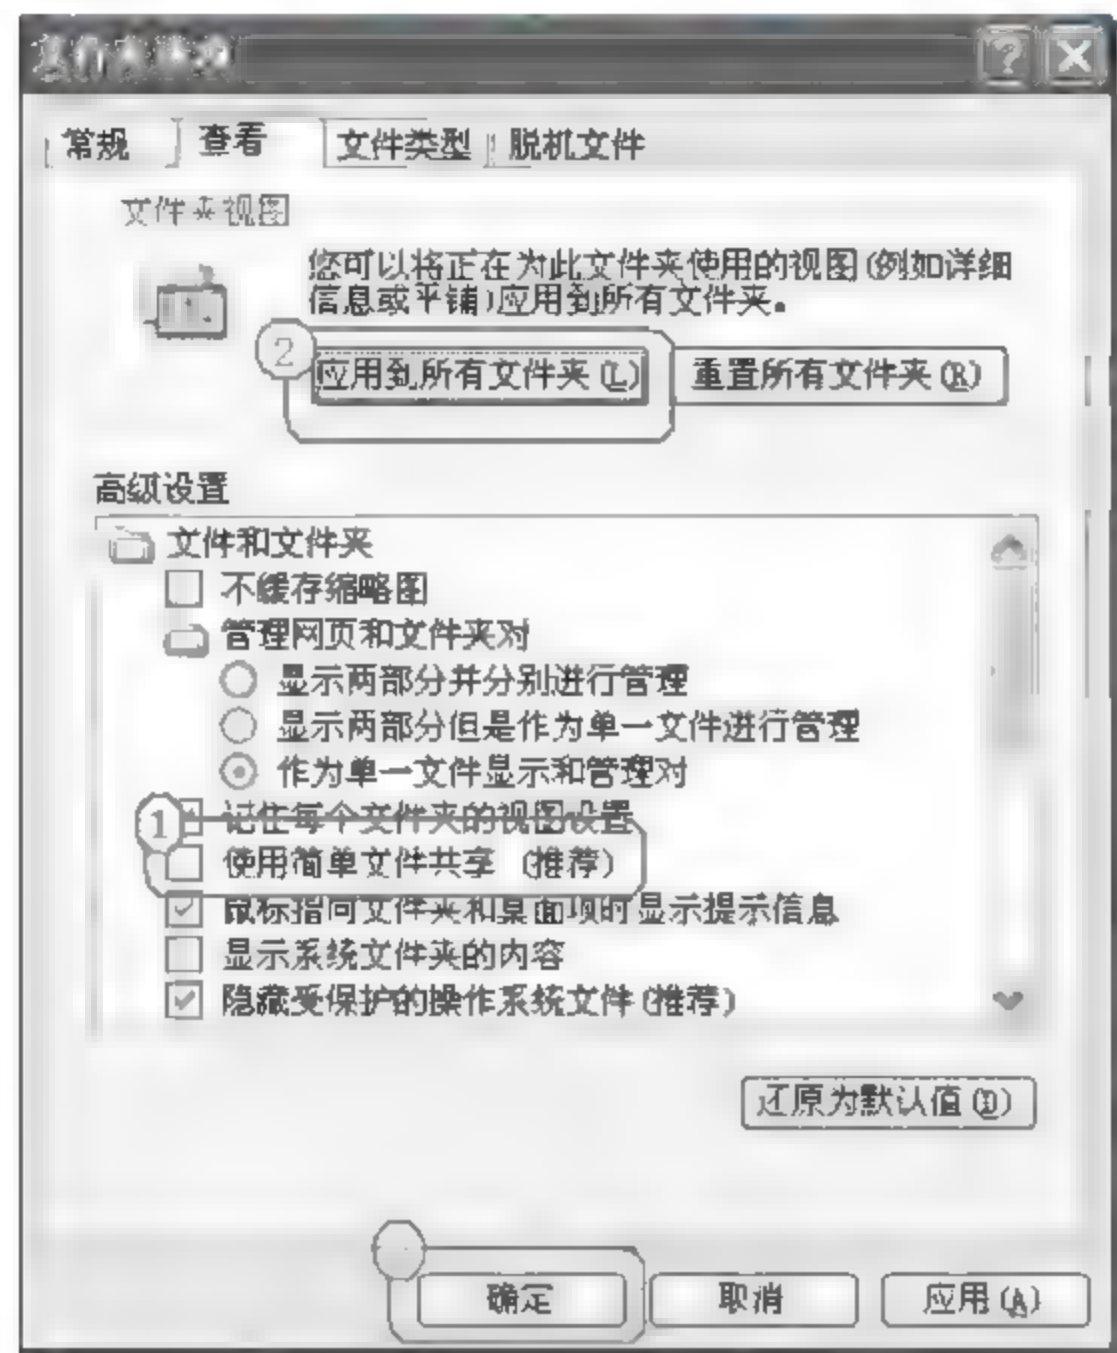 常规 查看 文件类型 脱机文件
文件夹视图
您可以将正在为此文件夹使用的视图(例如详细
信息或平铺)应用到所有文件夹。
2
应用到所有文件夹(L) 重置所有文件夹(R)
高级设置
文件和文件夹
不缓存缩略图
管理网页和文件夹对
显示两部分并分别进行管理
显示两部分但是作为单一文件进行管理
作为单一文件显示和管理对
1 记住每个文件夹的视图设置
使用简单文件共享 (推荐)
鼠标指向文件夹和桌面项时显示提示信息
显示系统文件夹的内容
隐藏受保护的操作系统文件(推荐)
还原为默认值(D)
确定 取消 应用(A)